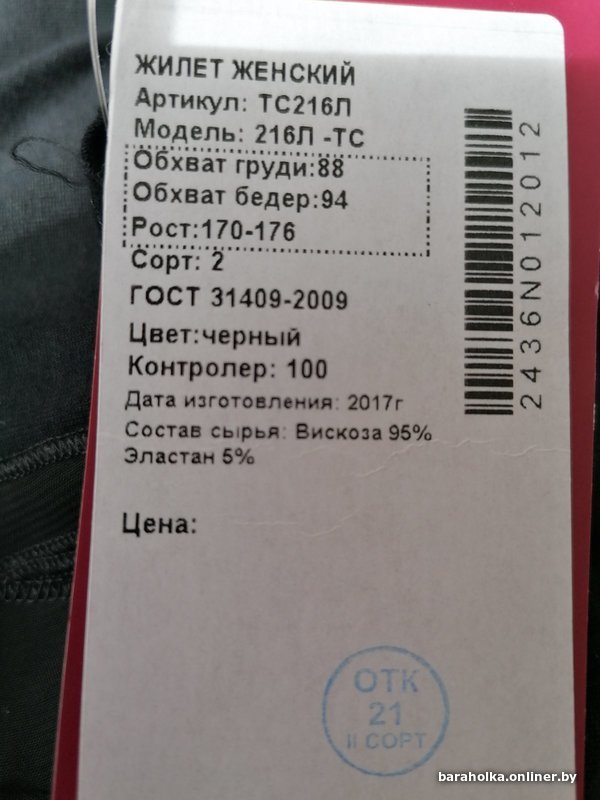 ЖИЛЕТ ЖЕНСКИЙ
Артикул: ТС216Л
Модель: 216Л -ТС
Обхват груди:88
Обхват бедер:94
Рост:170-176
Сорт: 2
ГОСТ 31409-2009
Цвет:черный
Контролер: 100
Дата изготовления: 2017г
Состав сырья: Вискоза 95%
Эластан 5%
Цена:
2436N012012
ОТК
21
II СОРТ
baraholka.onliner.by